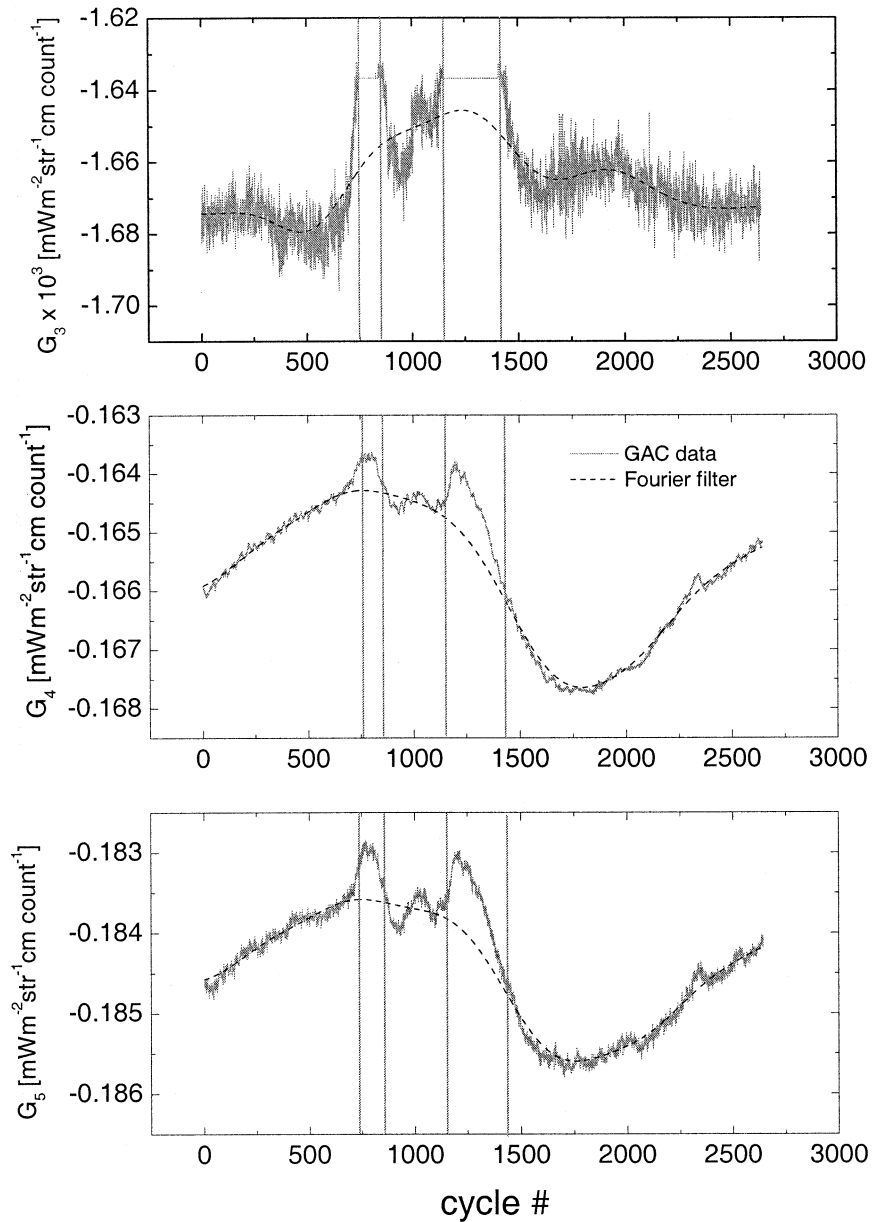 -1.62
-1.64
-1.66
-1.68
-1.70
G3 x 10³ [mWm⁻²str⁻¹cm count⁻¹]
0 500 1000 1500 2000 2500 3000
-0.163
-0.164
-0.165
-0.166
-0.167
-0.168
G4 [mWm⁻²str⁻¹cm count⁻¹]
GAC data
Fourier filter
0 500 1000 1500 2000 2500 3000
-0.183
-0.184
-0.185
-0.186
G5 [mWm⁻²str⁻¹cm count⁻¹]
0 500 1000 1500 2000 2500 3000
cycle #